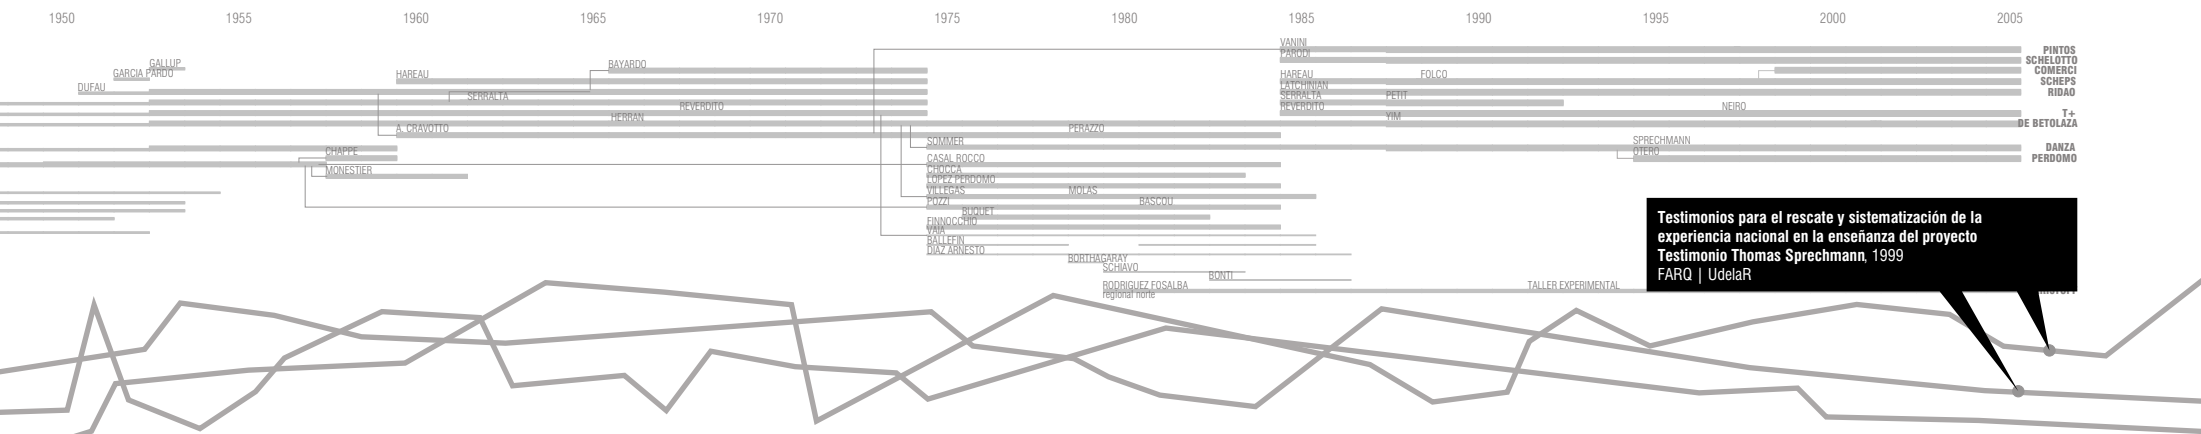 1950 1955 1960 1965 1970 1975 1980 1985 1990 1995 2000 2005
VANINI
PINTOS
PARODI
SCHELOTTO
GALLUP
BAYARDO
COMERCI
GARCIA PARDO
HAREAU
HAREAU
FOLCO
SCHEPS
DUFAU
LATCHINIAN
RIDAO
SERRALTA
SERRALTA
PETIT
REVERDITO
REVERDITO
NEIRO
T+
HERRAN
YIM
DE BETOLAZA
A. CRAVOTTO
PERAZZO
SOMMER
SPRECHMANN
DANZA
CHAPPE
OTERO
PERDOMO
CASAL ROCCO
MONESTIER
CHOCCA
LOPEZ PERDOMO
VILLEGAS
MOLAS
POZZI
BASCOU
BUQUET
FINNOCCHIO
VAIA
BALLEFIN
DIAZ ARNESTO
BORTHAGARAY
SCHIAVO
BONTI
RODRIGUEZ FOSALBA
regional norte
TALLER EXPERIMENTAL
Testimonios para el rescate y sistematización de la
experiencia nacional en la enseñanza del proyecto
Testimonio Thomas Sprechmann, 1999
FARQ | UdelaR